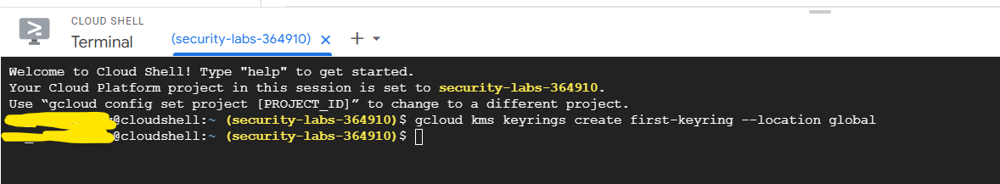 CLOUD SHELL
Terminal
(security-labs-364910)
Welcome to Cloud Shell! Type "help" to get started.
Your Cloud Platform project in this session is set to security-labs-364910.
Use “gcloud config set project [PROJECT_ID]” to change to a different project.
@cloudshell:~ (security-labs-364910)$ gcloud kms keyrings create first-keyring --location global
@cloudshell:~ (security-labs-364910)$